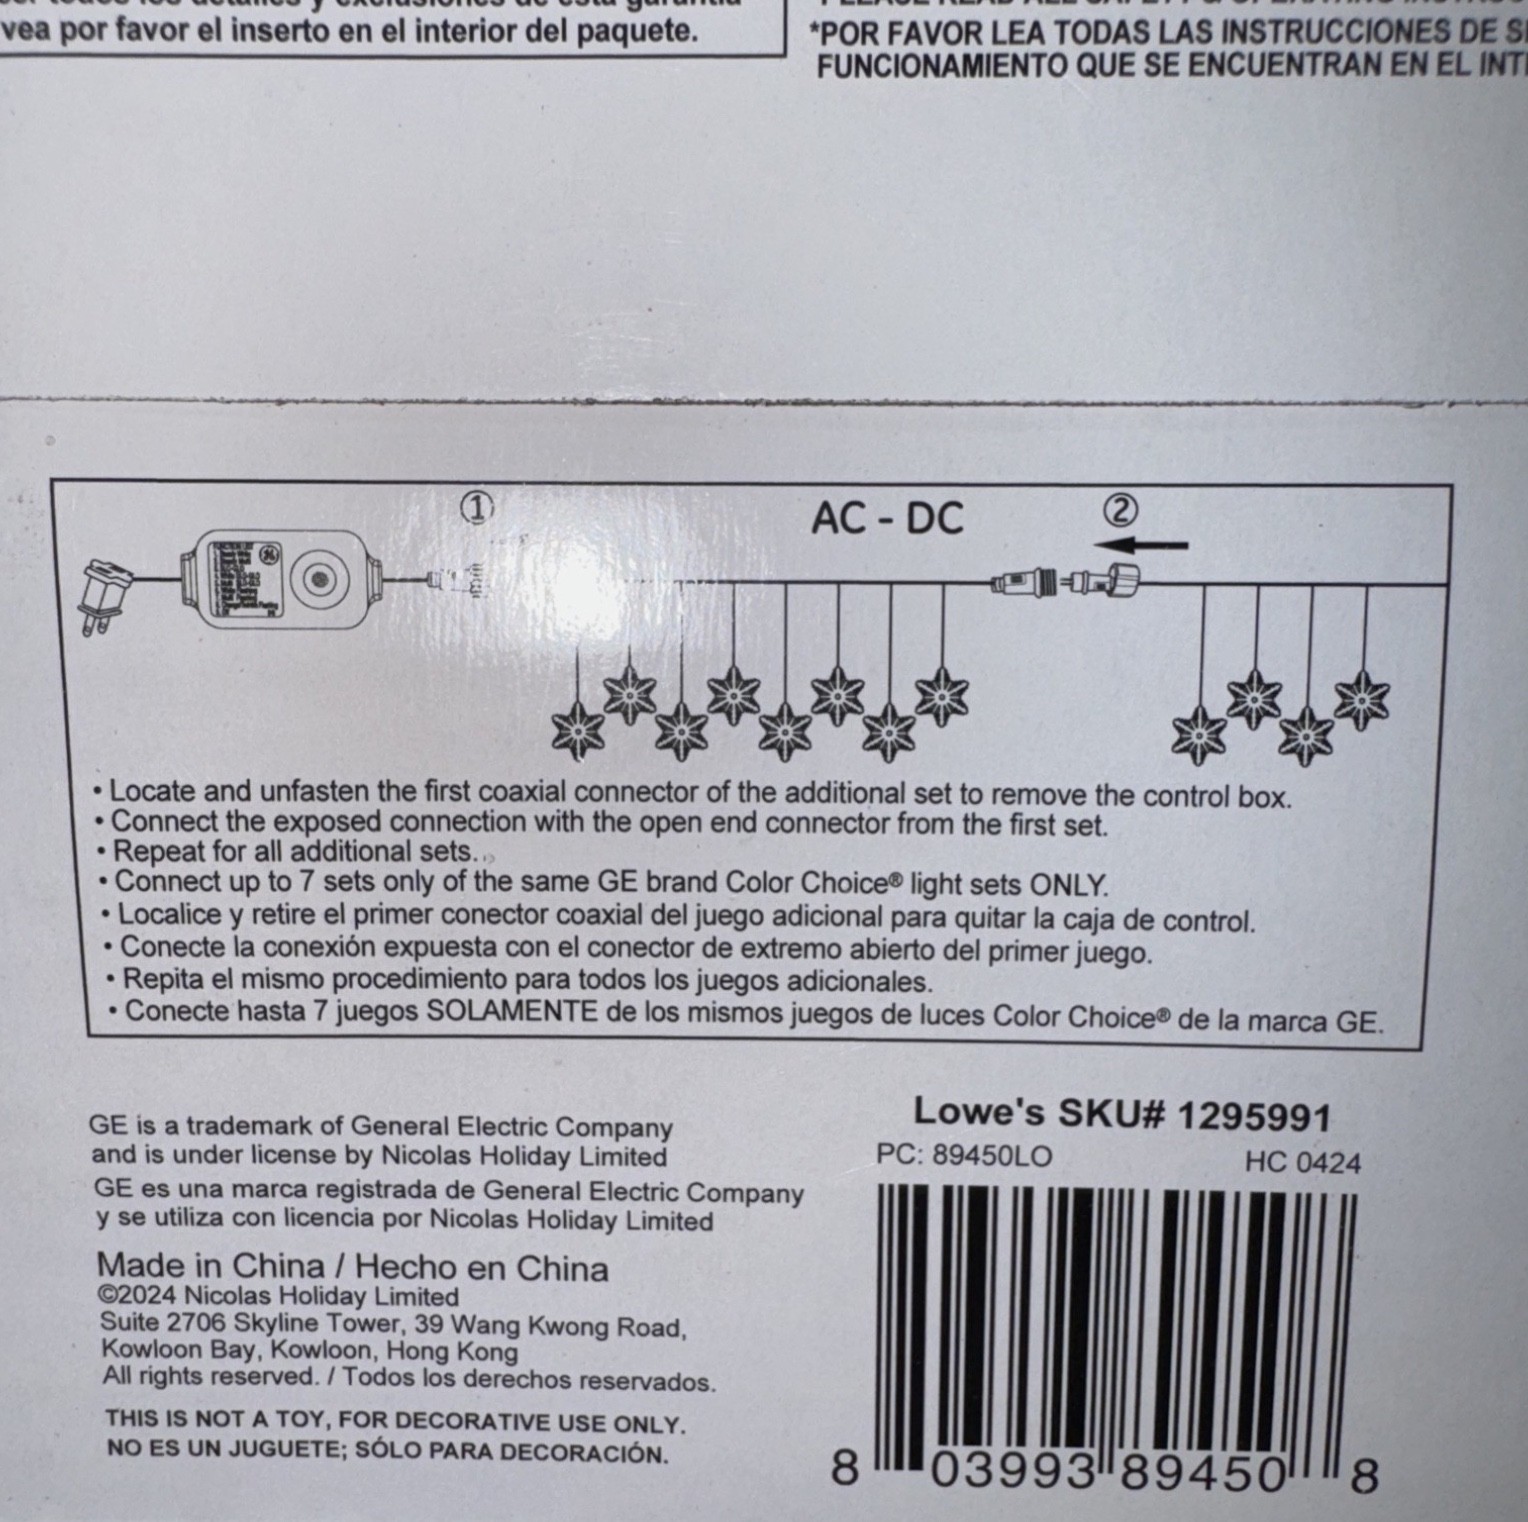 vea por favor el inserto en el interior del paquete.
*POR FAVOR LEA TODAS LAS INSTRUCCIONES DE
FUNCIONAMIENTO QUE SE ENCUENTRAN EN EL
① AC - DC ②
• Locate and unfasten the first coaxial connector of the additional set to remove the control box.
• Connect the exposed connection with the open end connector from the first set.
• Repeat for all additional sets.
• Connect up to 7 sets only of the same GE brand Color Choice® light sets ONLY.
• Localice y retire el primer conector coaxial del juego adicional para quitar la caja de control.
• Conecte la conexión expuesta con el conector de extremo abierto del primer juego.
• Repita el mismo procedimiento para todos los juegos adicionales.
• Conecte hasta 7 juegos SOLAMENTE de los mismos juegos de luces Color Choice® de la marca GE.
GE is a trademark of General Electric Company
and is under license by Nicolas Holiday Limited
GE es una marca registrada de General Electric Company
y se utiliza con licencia por Nicolas Holiday Limited
Made in China / Hecho en China
©2024 Nicolas Holiday Limited
Suite 2706 Skyline Tower, 39 Wang Kwong Road,
Kowloon Bay, Kowloon, Hong Kong
All rights reserved. / Todos los derechos reservados.
THIS IS NOT A TOY, FOR DECORATIVE USE ONLY.
NO ES UN JUGUETE; SÓLO PARA DECORACIÓN.
Lowe's SKU# 1295991
PC: 89450LO HC 0424
8 03993 89450 8